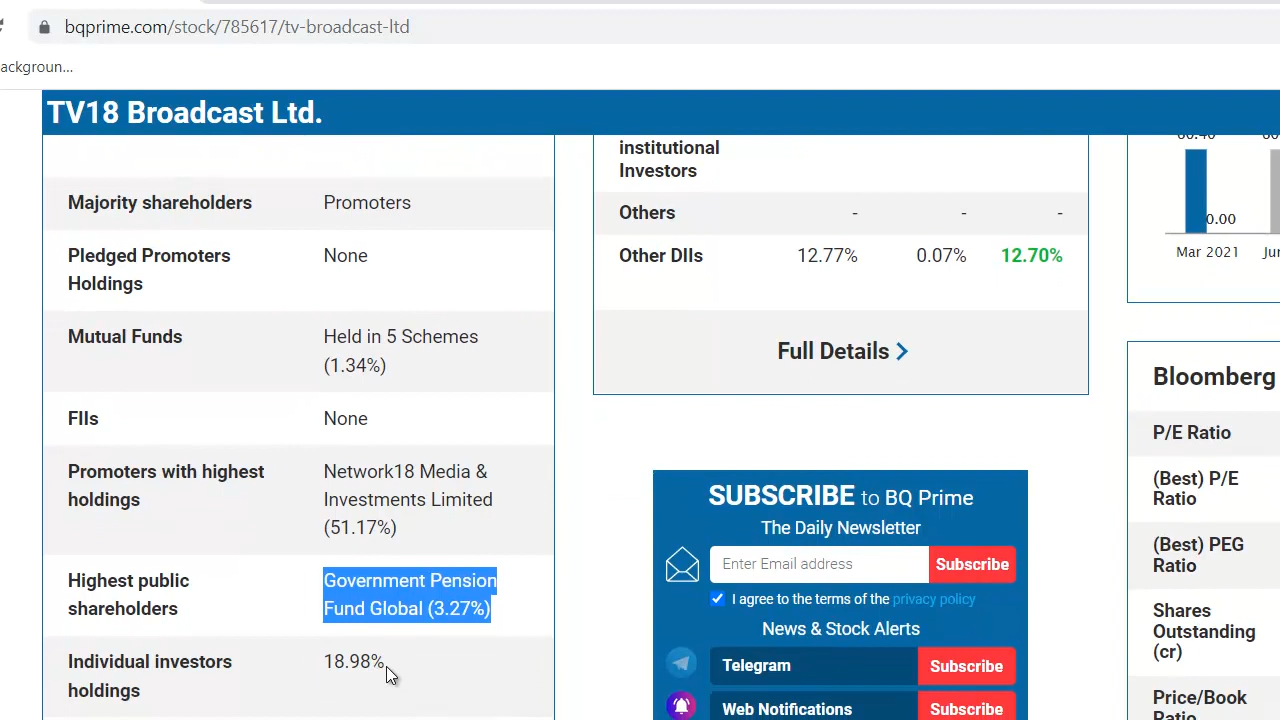 bqprime.com/stock/785617/tv-broadcast-ltd
ackgroun...
TV18 Broadcast Ltd.
Majority shareholders Promoters
Pledged Promoters Holdings None
Mutual Funds Held in 5 Schemes
(1.34%)
FIIs None
Promoters with highest
holdings
Network18 Media &
Investments Limited
(51.17%)
Highest public
shareholders
Government Pension
Fund Global (3.27%)
Individual investors
holdings
18.98%
institutional
Investors
Others - - -
Other DIIs 12.77% 0.07% 12.70%
Full Details
SUBSCRIBE to BQ Prime
The Daily Newsletter
Enter Email address Subscribe
I agree to the terms of the privacy policy
News & Stock Alerts
Telegram Subscribe
Web Notifications Subscribe
0.00
Mar 2021
Bloomberg
P/E Ratio
(Best) P/E
Ratio
(Best) PEG
Ratio
Shares
Outstanding
(cr)
Price/Book